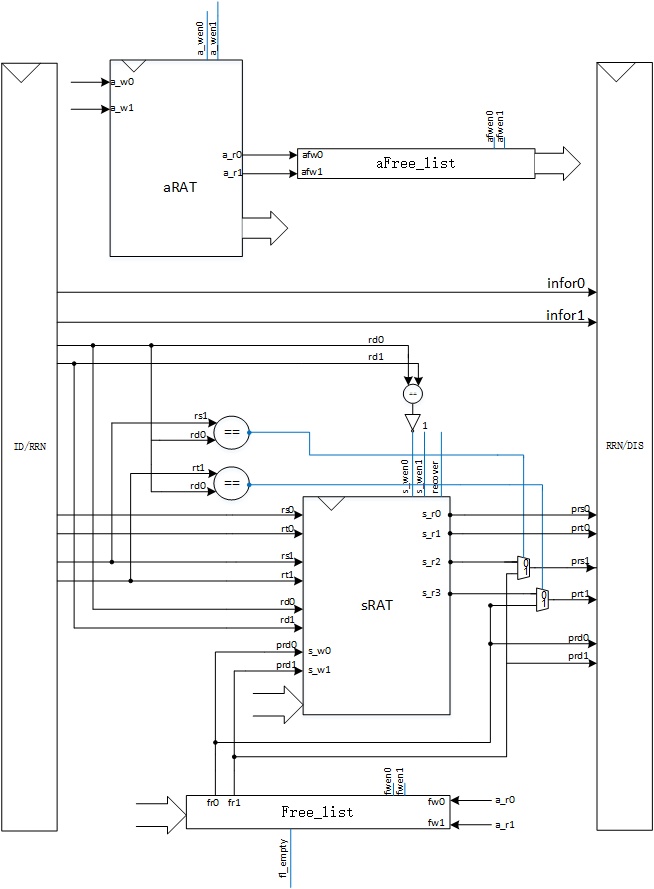 a_wen0
a_wen1
a_w0
a_w1
a_r0
a_r1
aRAT
afwen0
afwen1
afw0
afw1
aFree_list
infor0
infor1
rd0
rd1
==
1
rs1
rd0
==
rt1
rd0
==
ID/RRN
RRN/DIS
s_wen0
s_wen1
recover
rs0
rt0
rs1
rt1
rd0
rd1
prd0
prd1
s_w0
s_w1
sRAT
s_r0
s_r1
s_r2
s_r3
0
1
0
1
prs0
prt0
prs1
prt1
prd0
prd1
fwen0
fwen1
fr0
fr1
Free_list
fw0
fw1
a_r0
a_r1
fl_empty